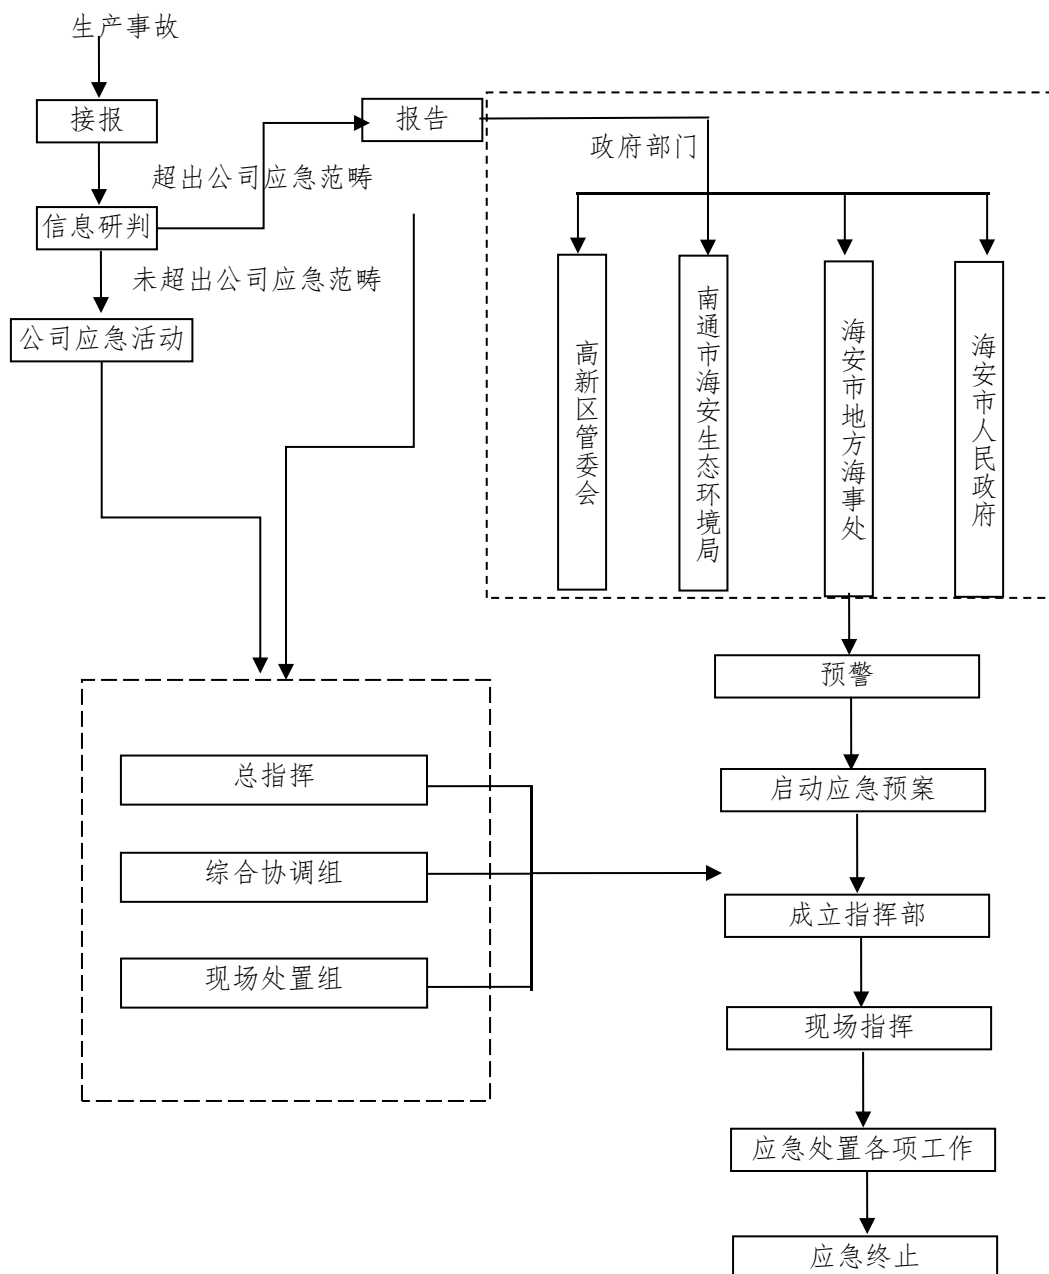 生产事故
接报
报告
政府部门
超出公司应急范畴
信息研判
未超出公司应急范畴
公司应急活动
高新区管委会
南通市海安生态环境局
海安市地方海事处
海安市人民政府
预警
总指挥
启动应急预案
综合协调组
成立指挥部
现场处置组
现场指挥
应急处置各项工作
应急终止